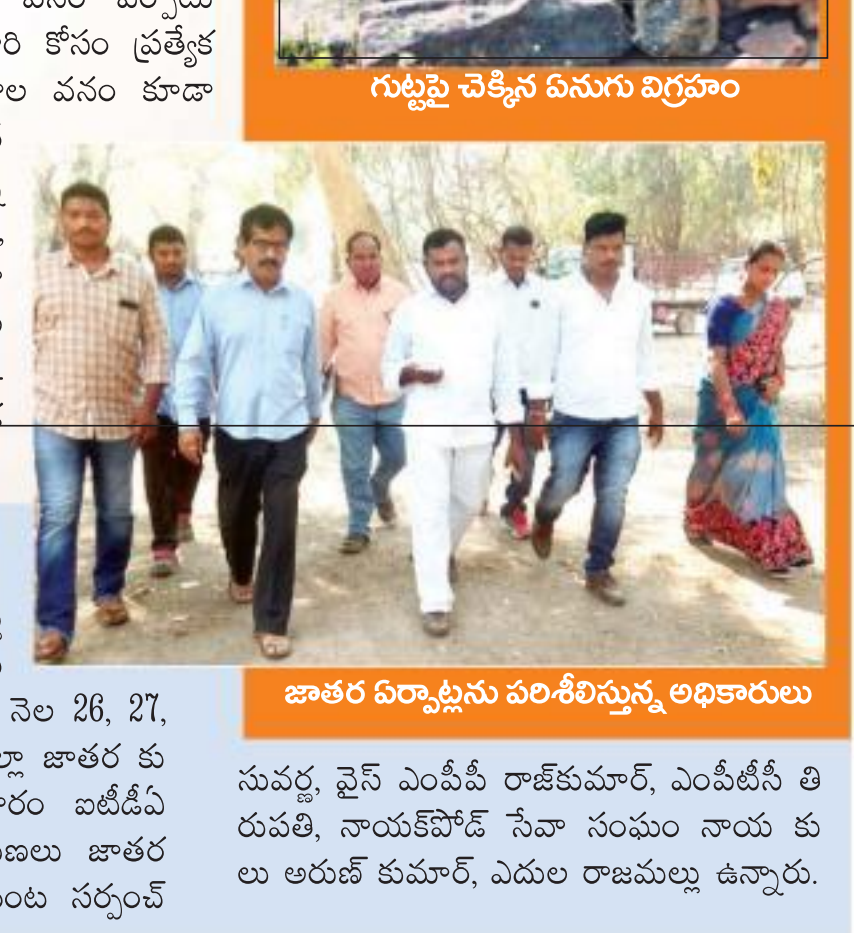 రి కోసం ప్రత్యేక
ల వనం కూడా
నెల 26, 27,
జాతర కు
ఐటీడీఏ
జాతర
సర్పంచ్
గుట్టపై చెక్కిన ఏనుగు విగ్రహం
జాతర ఏర్పాట్లను పరిశీలిస్తున్న అధికారులు
సువర్ణ, వైస్ ఎంపీపీ రాజ్‌కుమార్, ఎంపీటీసీ తి
రుపతి, నాయక్‌పోడ్ సేవా సంఘం నాయ కు
లు అరుణ్ కుమార్, ఎదుల రాజమల్లు ఉన్నారు.